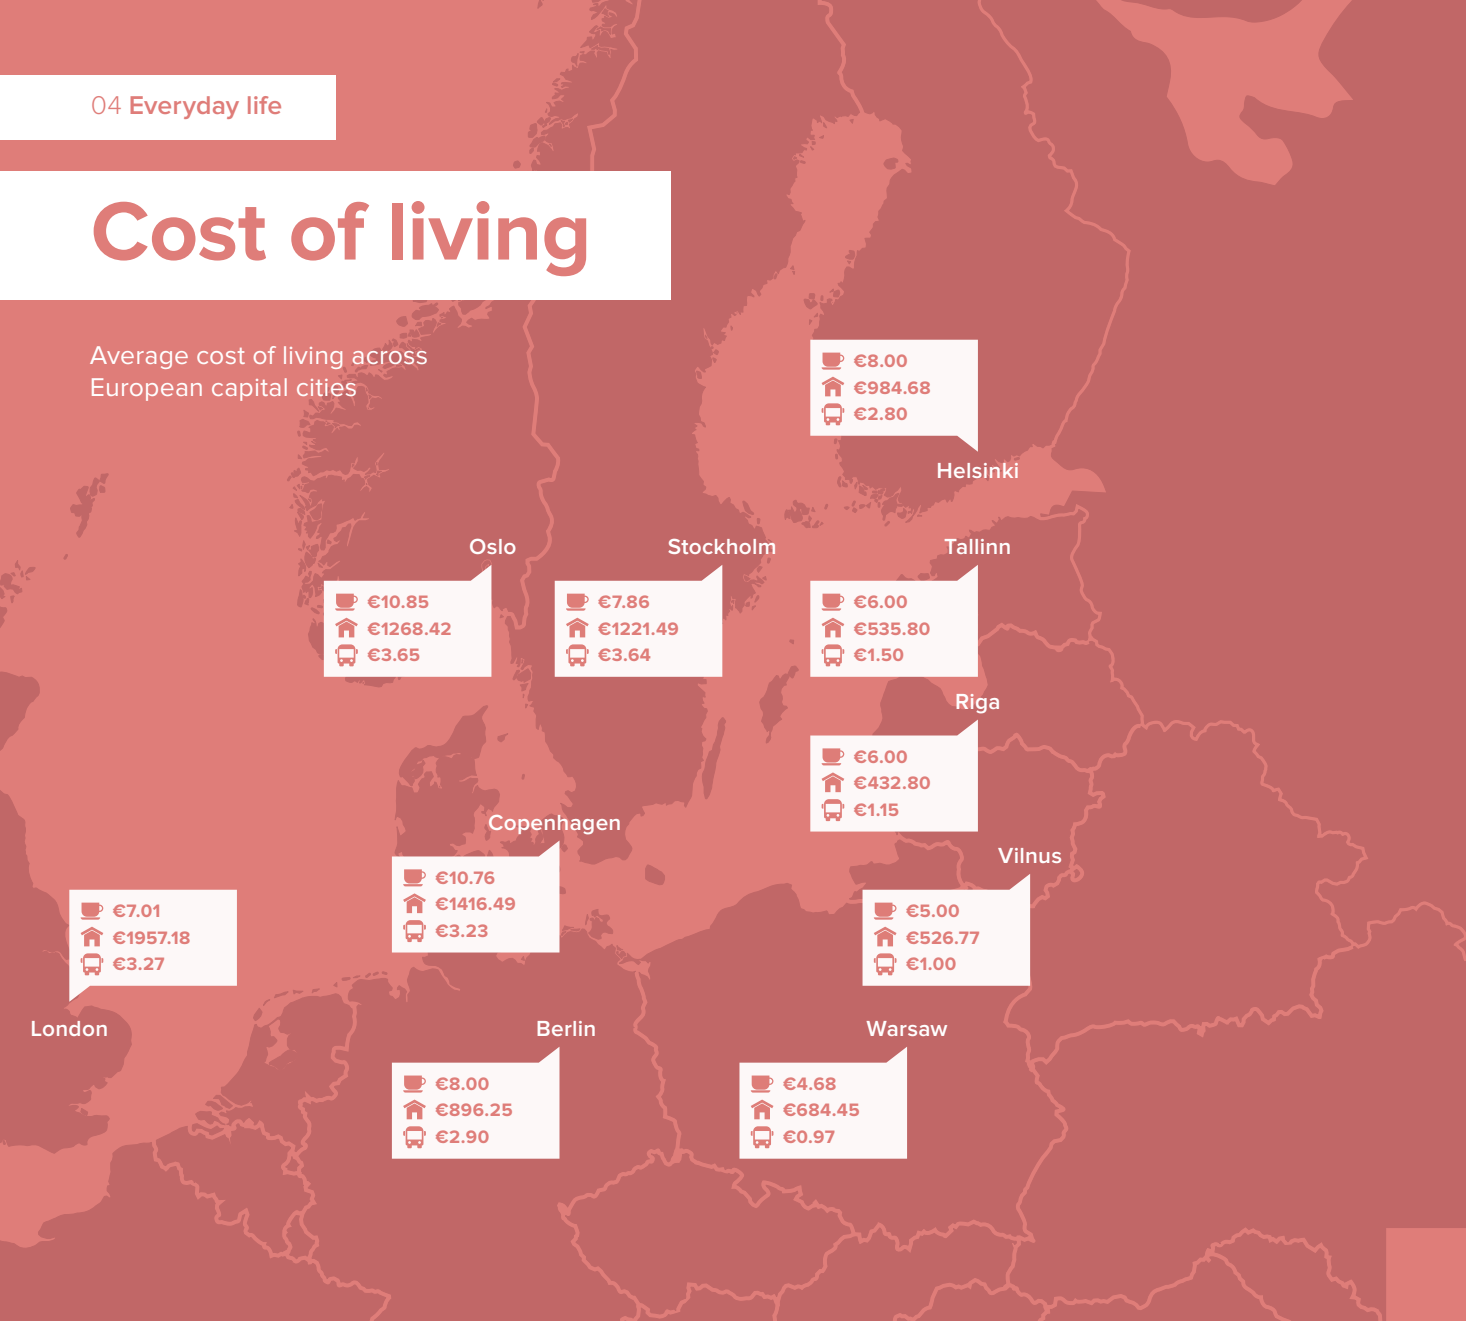 04 Everyday life
Cost of living
Average cost of living across
European capital cities
€8.00
€984.68
€2.80
Helsinki
Oslo
€10.85
€1268.42
€3.65
Stockholm
€7.86
€1221.49
€3.64
Tallinn
€6.00
€535.80
€1.50
Riga
€6.00
€432.80
€1.15
Copenhagen
€10.76
€1416.49
€3.23
Vilnus
€5.00
€526.77
€1.00
€7.01
€1957.18
€3.27
London
Berlin
€8.00
€896.25
€2.90
Warsaw
€4.68
€684.45
€0.97